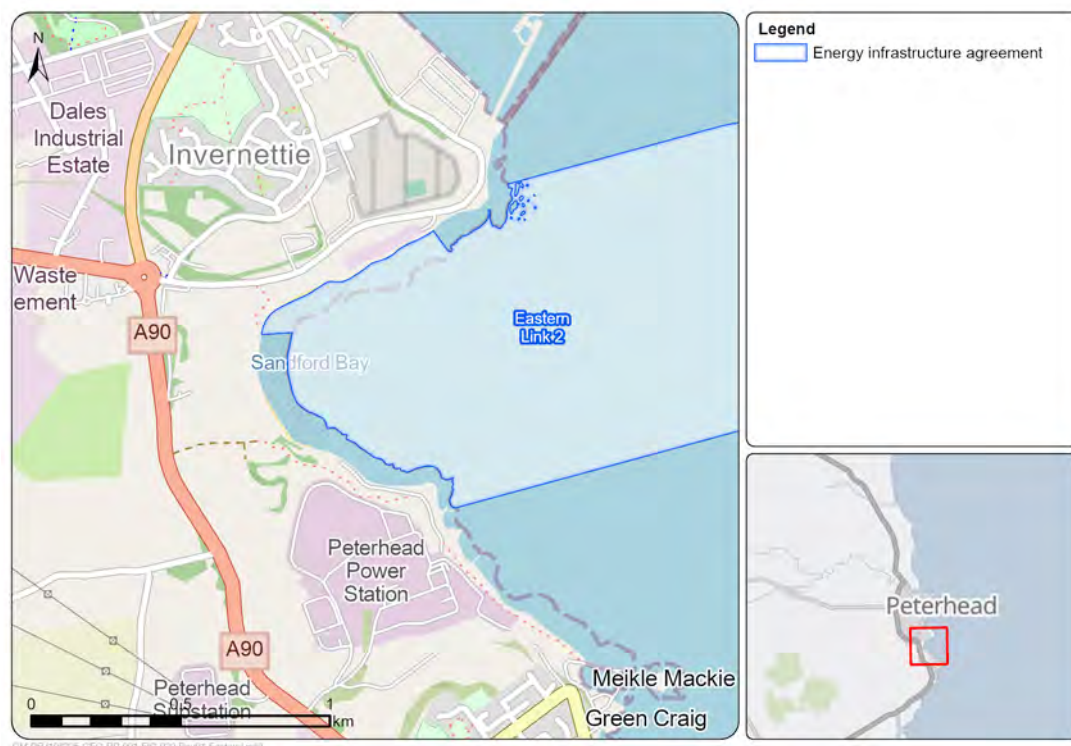 N
Dales
Industrial
Estate
Invernettie
Waste
ement
A90
Sandford Bay
Eastern
Link 2
Peterhead
Power
Station
A90
Peterhead
Substation
Meikle Mackie
Green Craig
0 0.5 1
km
Legend
Energy infrastructure agreement
Peterhead